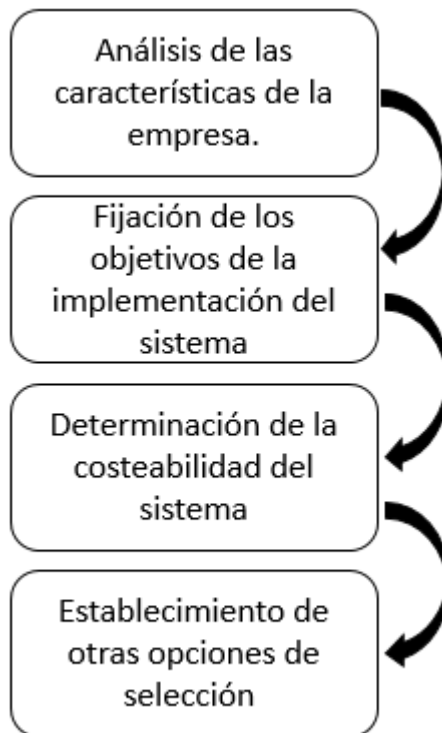 Análisis de las
características de la
empresa.
Fijación de los
objetivos de la
implementación del
sistema
Determinación de la
costeabilidad del
sistema
Establecimiento de
otras opciones de
selección